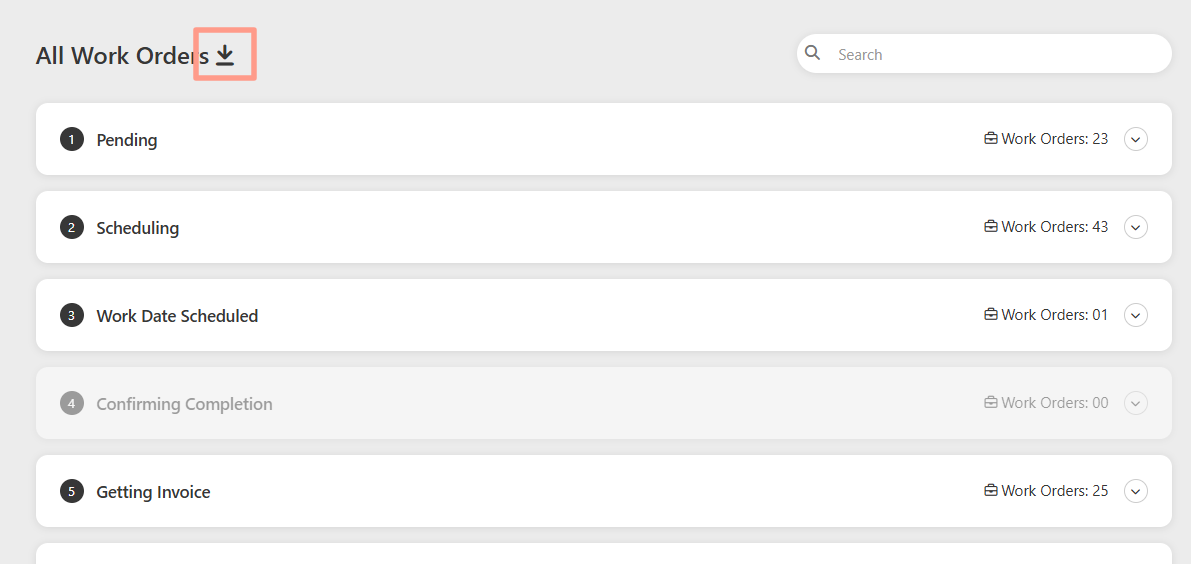 All Work Orders
Search
1 Pending Work Orders: 23
2 Scheduling Work Orders: 43
3 Work Date Scheduled Work Orders: 01
4 Confirming Completion Work Orders: 00
5 Getting Invoice Work Orders: 25